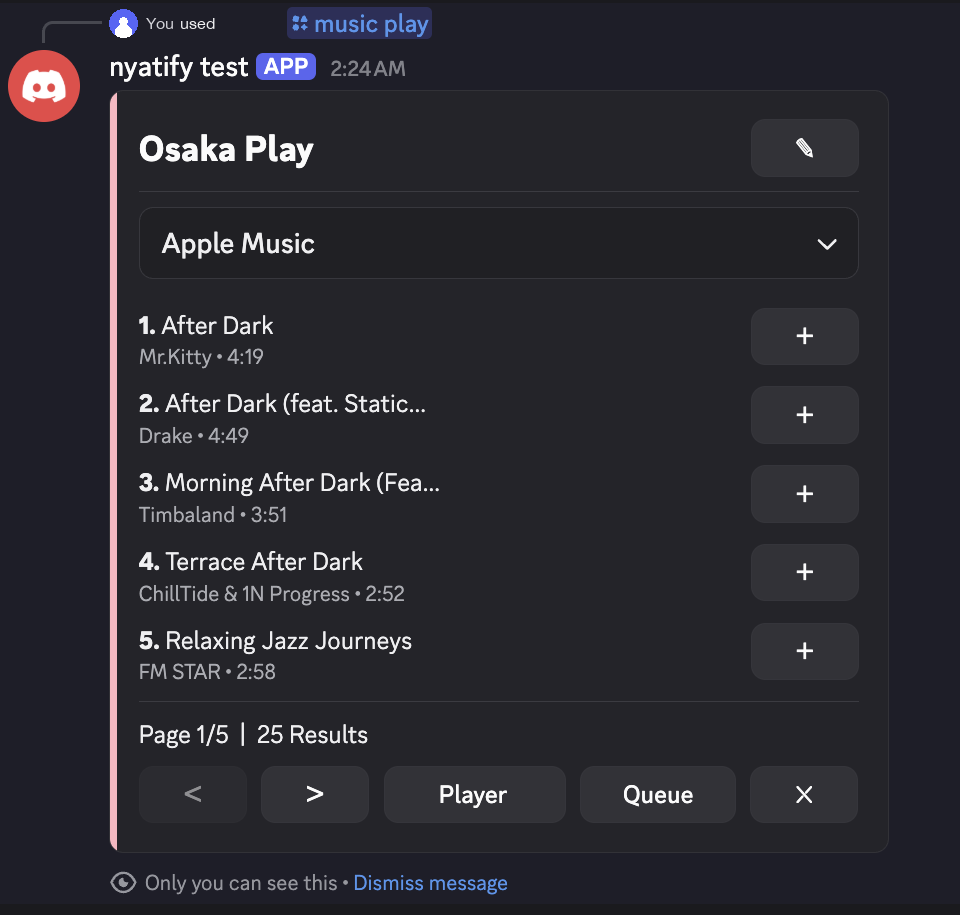 You used music play
nyatify test APP 2:24 AM
Osaka Play
✎
Apple Music
1. After Dark
Mr.Kitty • 4:19
+
2. After Dark (feat. Static...
Drake • 4:49
+
3. Morning After Dark (Fea...
Timbaland • 3:51
+
4. Terrace After Dark
ChillTide & 1N Progress • 2:52
+
5. Relaxing Jazz Journeys
FM STAR • 2:58
+
Page 1/5 | 25 Results
< > Player Queue X
Only you can see this • Dismiss message